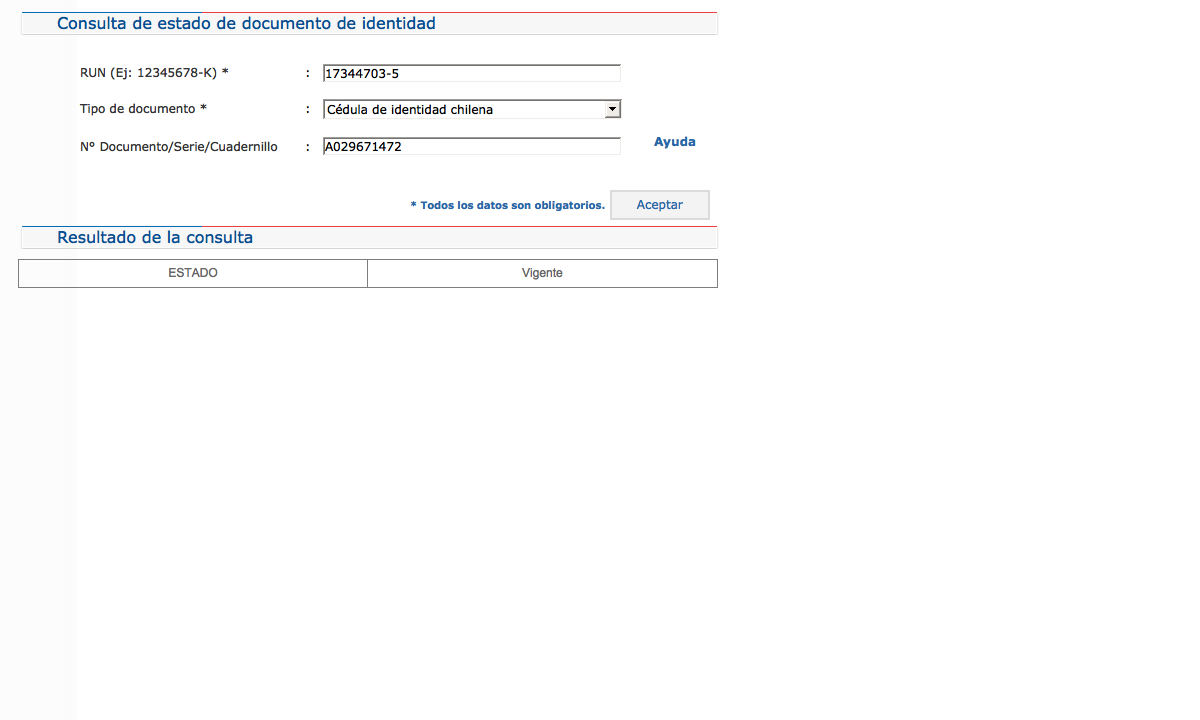 Consulta de estado de documento de identidad
RUN (Ej: 12345678-K) * : 17344703-5
Tipo de documento * : Cédula de identidad chilena
Nº Documento/Serie/Cuadernillo : A029671472 Ayuda
* Todos los datos son obligatorios. Aceptar
Resultado de la consulta
ESTADO Vigente